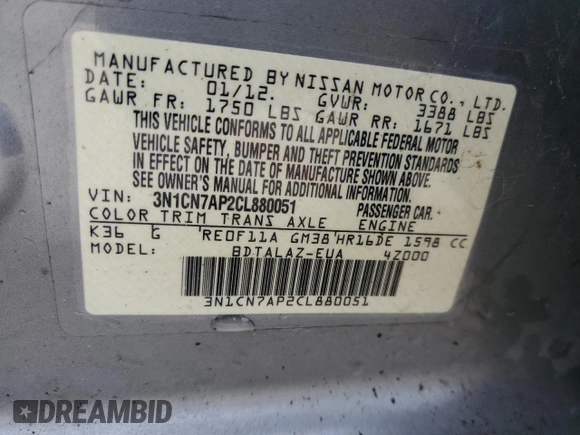 MANUFACTURED BY NISSAN MOTOR CO., LTD.
DATE: 01/12. GVWR: 3388 LBS
GAWR FR: 1750 LBS GAWR RR: 1671 LBS
THIS VEHICLE CONFORMS TO ALL APPLICABLE FEDERAL MOTOR
VEHICLE SAFETY, BUMPER AND THEFT PREVENTION STANDARDS
IN EFFECT ON THE DATE OF MANUFACTURE SHOWN ABOVE.
SEE OWNER'S MANUAL FOR ADDITIONAL INFORMATION.
VIN: 3N1CN7AP2CL880051 PASSENGER CAR
COLOR TRIM TRANS AXLE ENGINE
K36 G RE0F11A GM38 HR16DE 1598 CC
MODEL: BDTALAZ-EUA 4Z000
3N1CN7AP2CL880051
DREAMBID